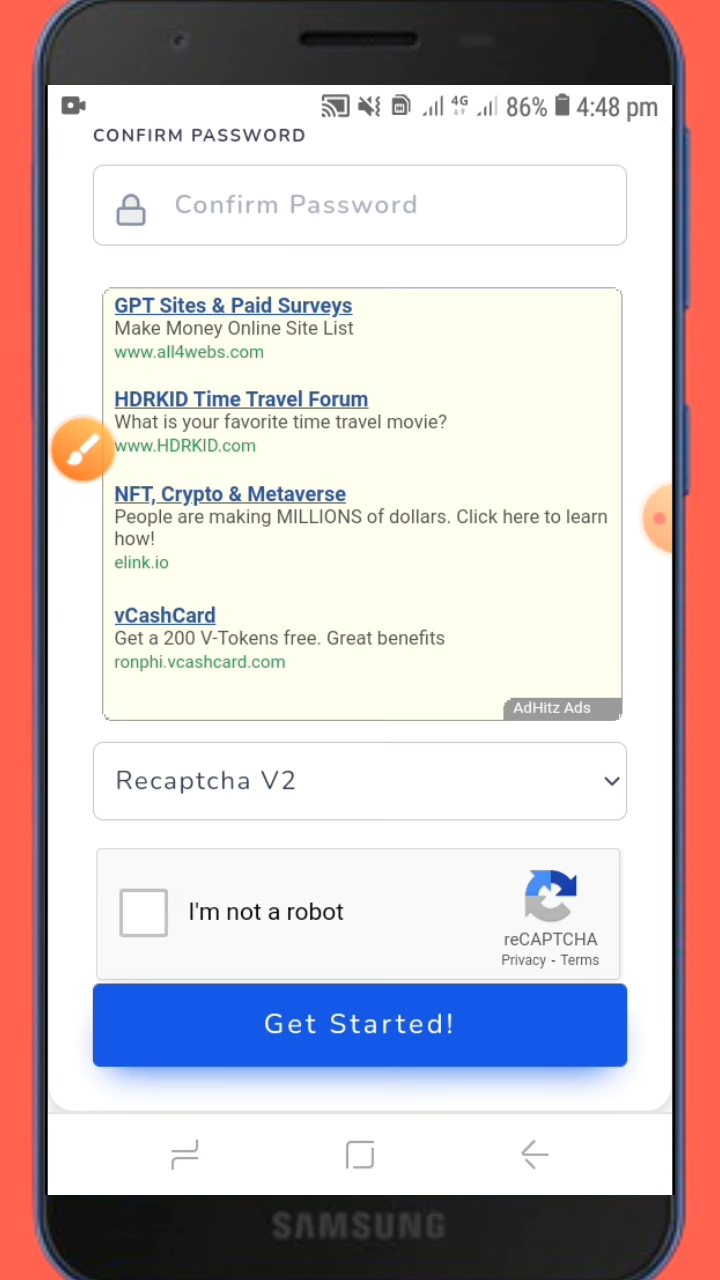 4G 86% 4:48 pm
CONFIRM PASSWORD
Confirm Password
GPT Sites & Paid Surveys
Make Money Online Site List
www.all4webs.com
HDRKID Time Travel Forum
What is your favorite time travel movie?
www.HDRKID.com
NFT, Crypto & Metaverse
People are making MILLIONS of dollars. Click here to learn
how!
elink.io
vCashCard
Get a 200 V-Tokens free. Great benefits
ronphi.vcashcard.com
AdHitz Ads
Recaptcha V2
I'm not a robot
reCAPTCHA
Privacy - Terms
Get Started!
SAMSUNG